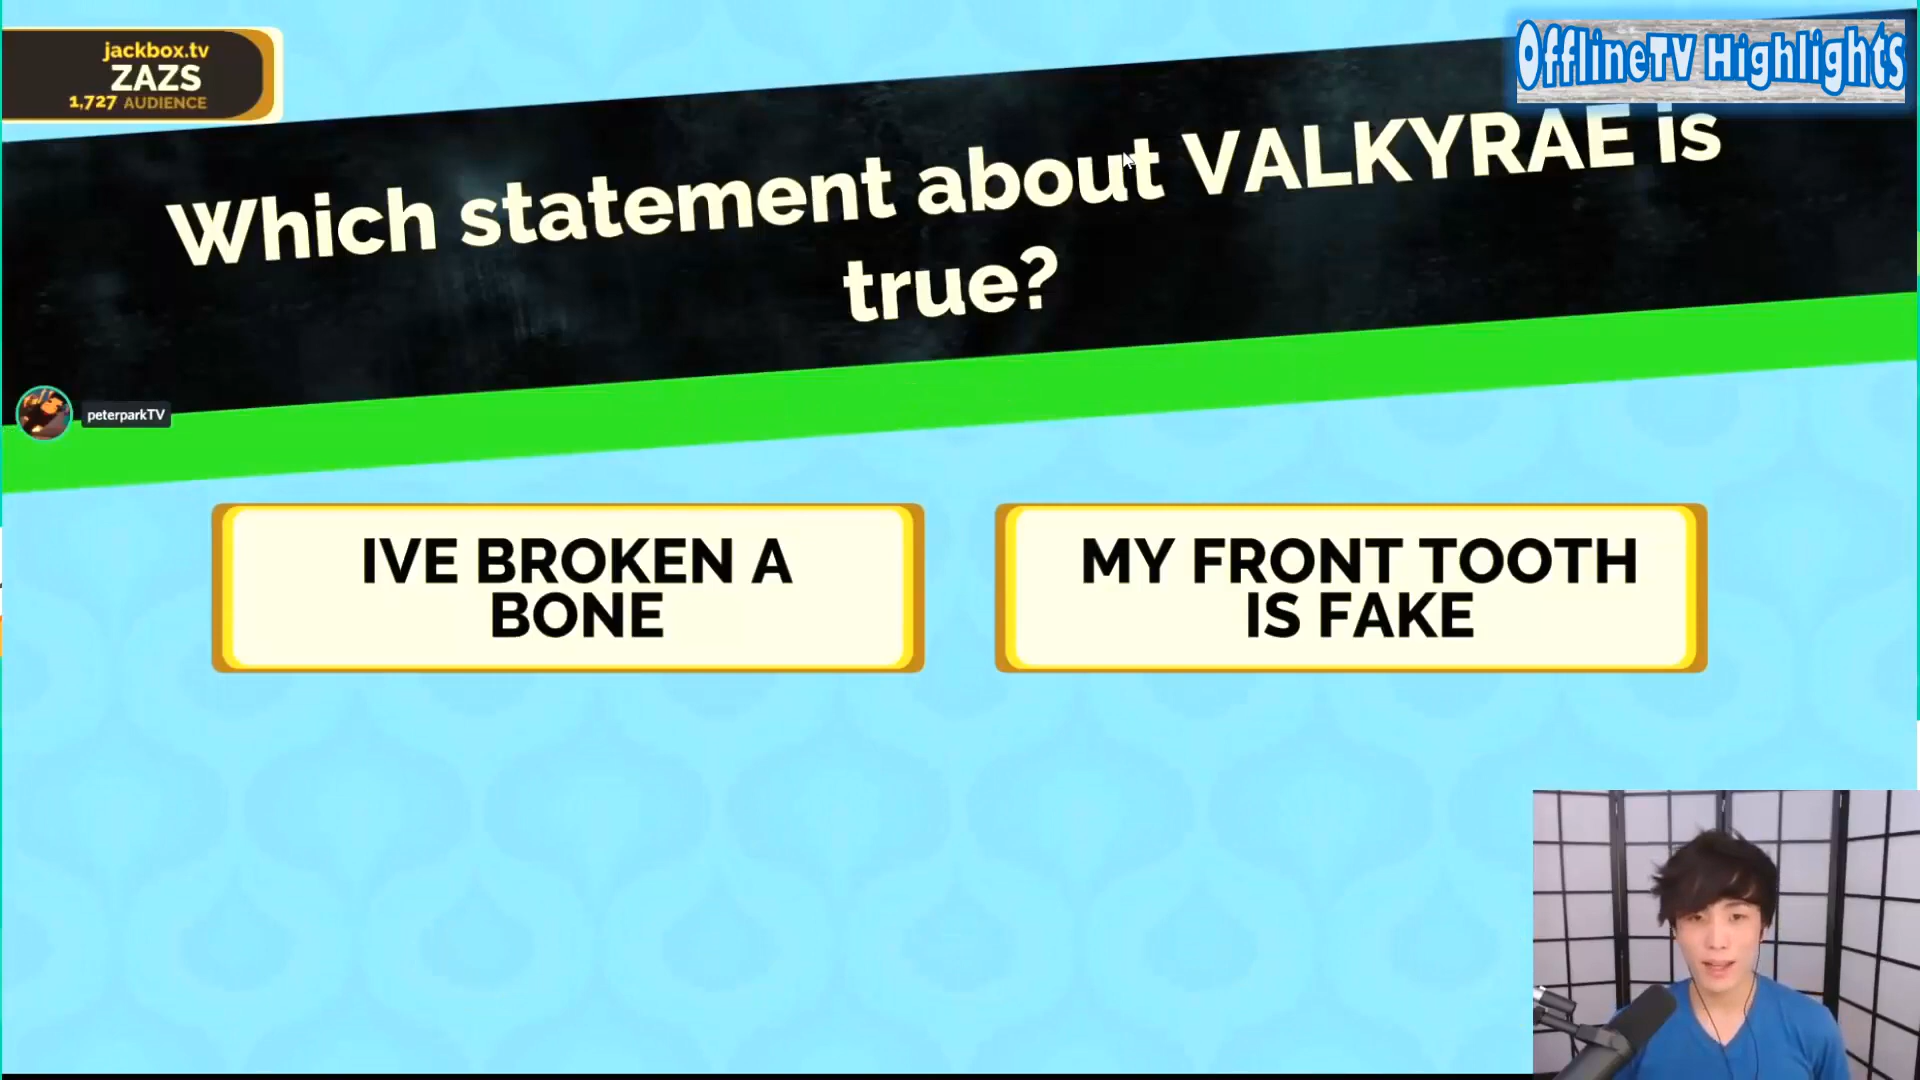 jackbox.tv
ZAZS
1,727 AUDIENCE
OfflineTV Highlights
Which statement about VALKYRAE is
true?
peterparkTV
IVE BROKEN A
BONE
MY FRONT TOOTH
IS FAKE